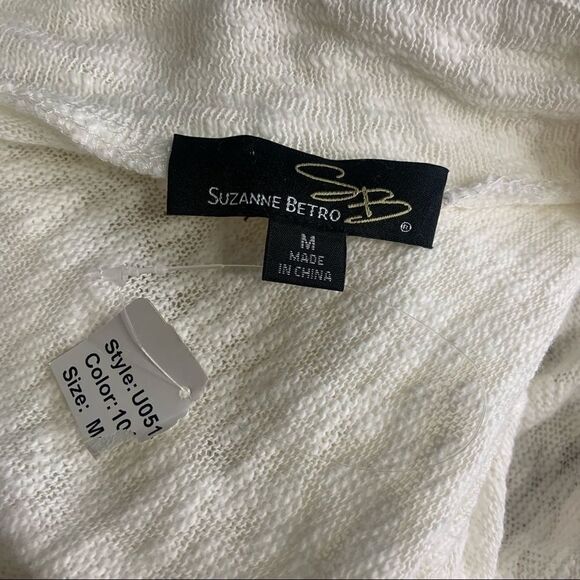 SUZANNE BETRO SB ®
M
MADE
IN CHINA
Style: U051
Color: 10
Size: M